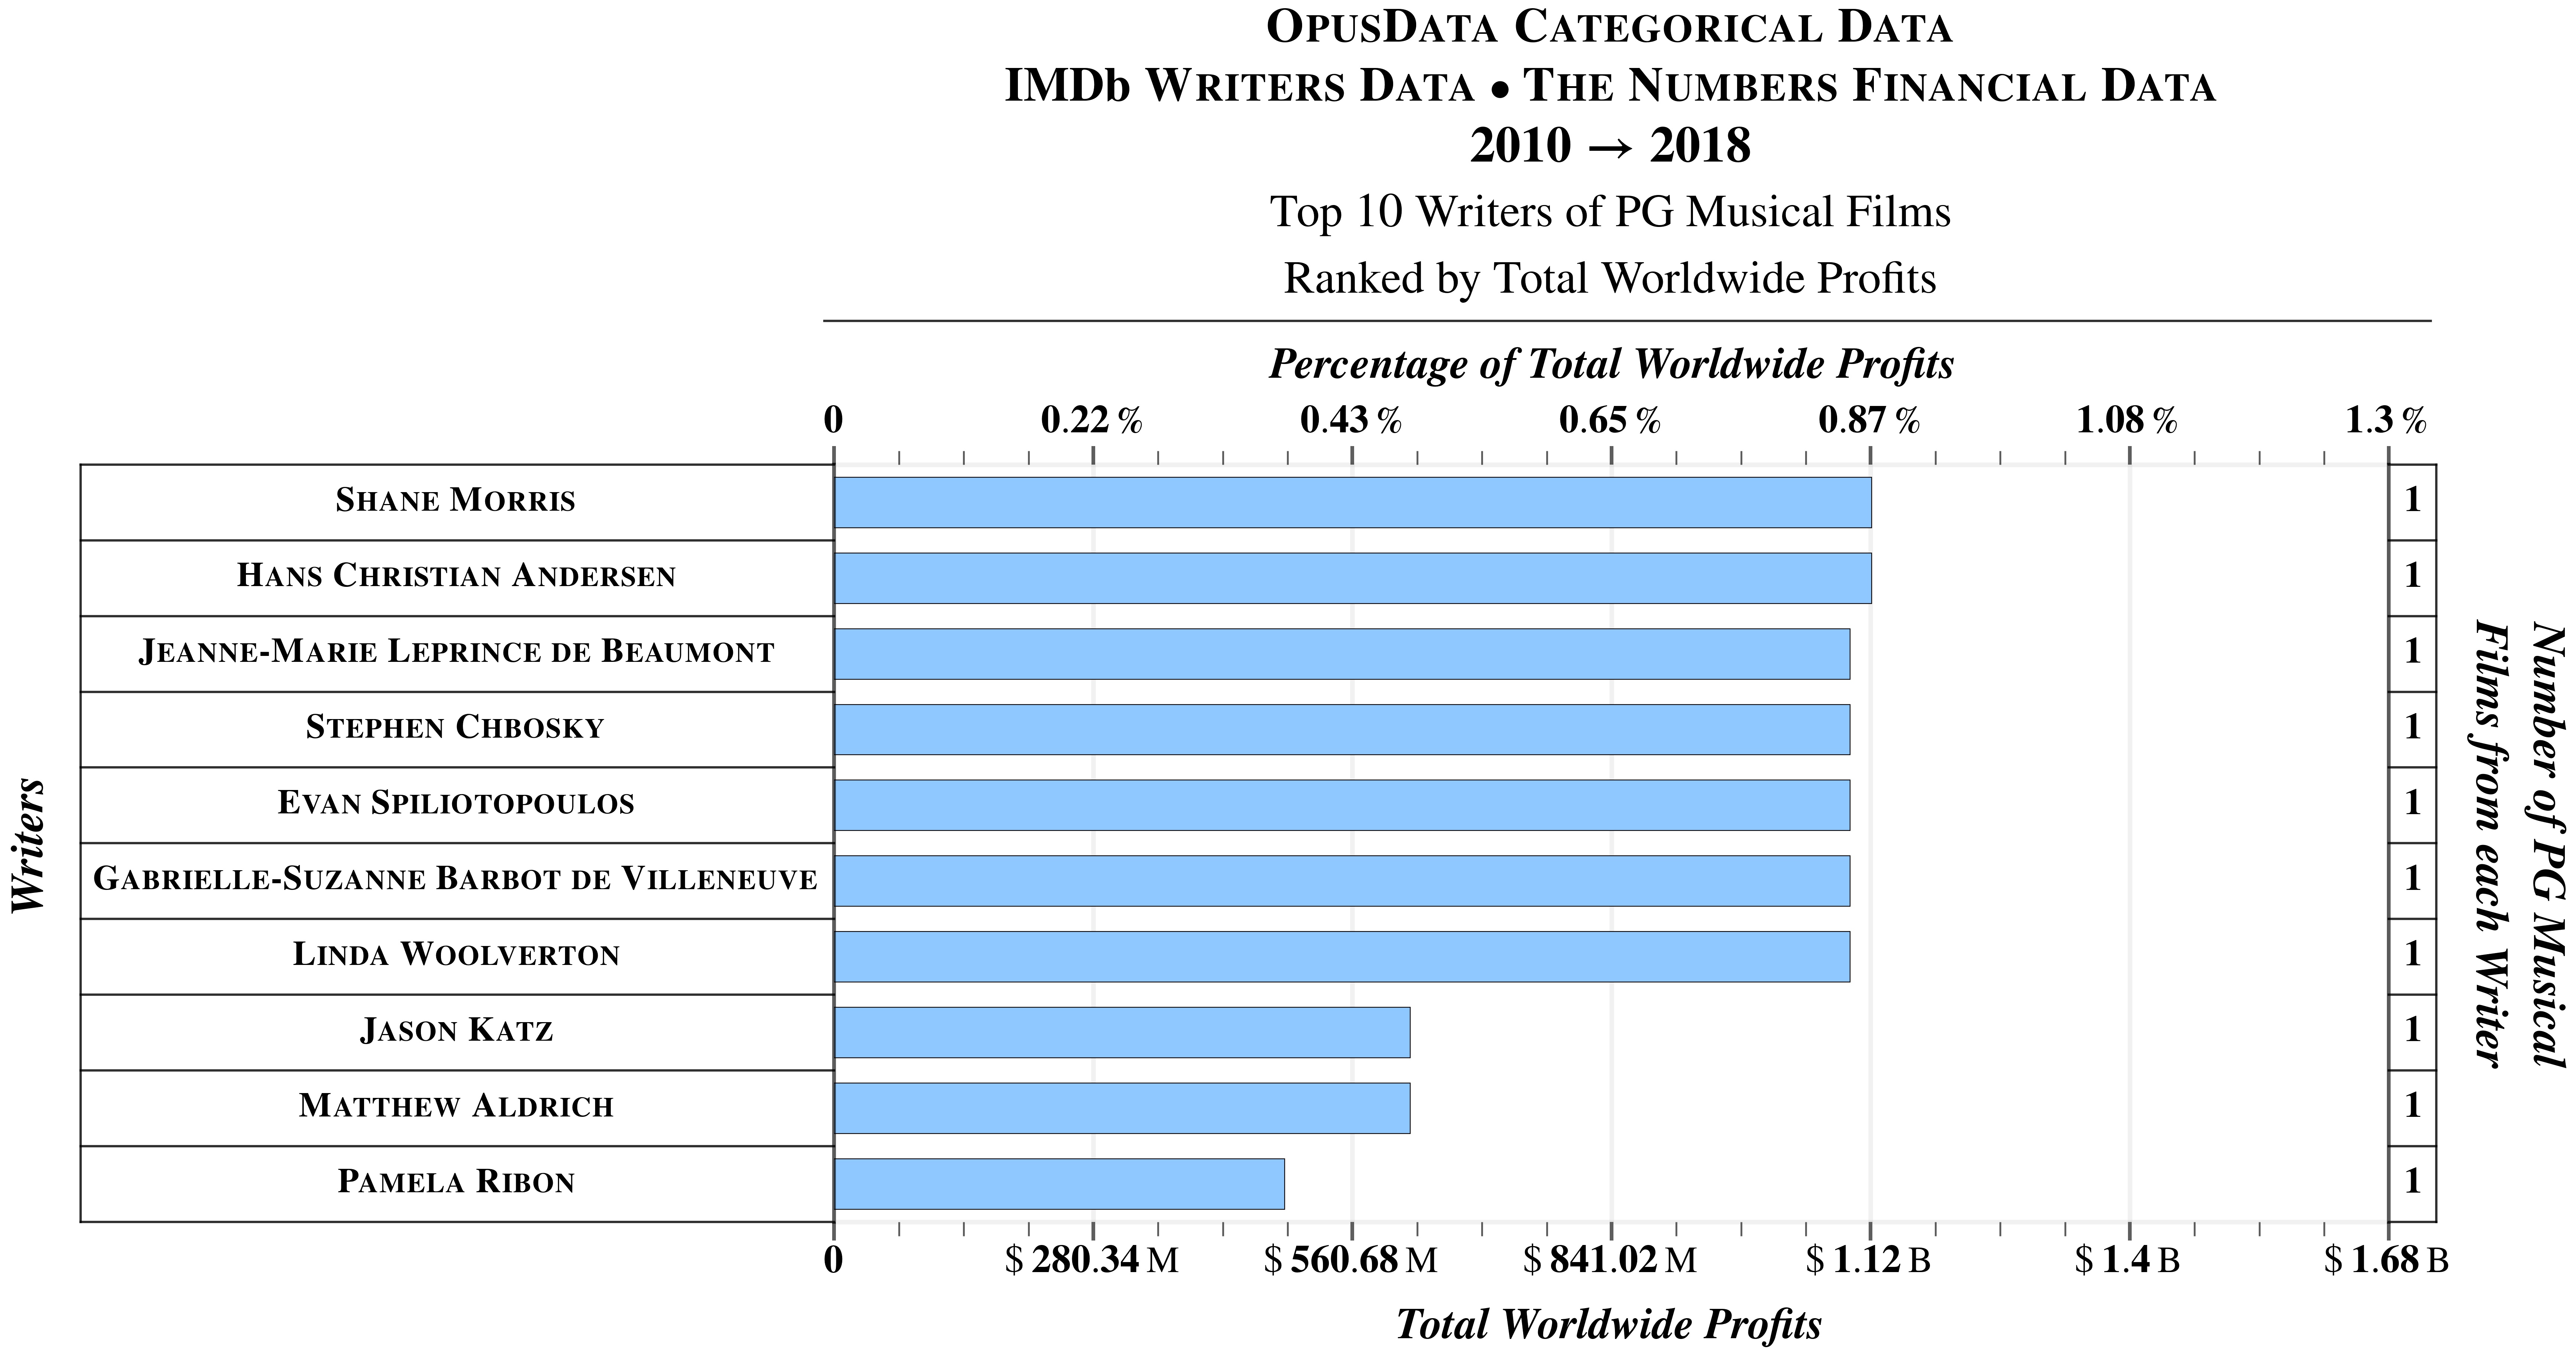 OpusData Categorical Data
IMDb Writers Data • The Numbers Financial Data
2010 → 2018
Top 10 Writers of PG Musical Films
Ranked by Total Worldwide Profits
Percentage of Total Worldwide Profits
0 0.22 % 0.43 % 0.65 % 0.87 % 1.08 % 1.3 %
Writers
Shane Morris 1
Hans Christian Andersen 1
Jeanne-Marie Leprince de Beaumont 1
Stephen Chbosky 1
Evan Spiliotopoulos 1
Gabrielle-Suzanne Barbot de Villeneuve 1
Linda Woolverton 1
Jason Katz 1
Matthew Aldrich 1
Pamela Ribon 1
Number of PG Musical
Films from each Writer
0 $ 280.34 M $ 560.68 M $ 841.02 M $ 1.12 B $ 1.4 B $ 1.68 B
Total Worldwide Profits